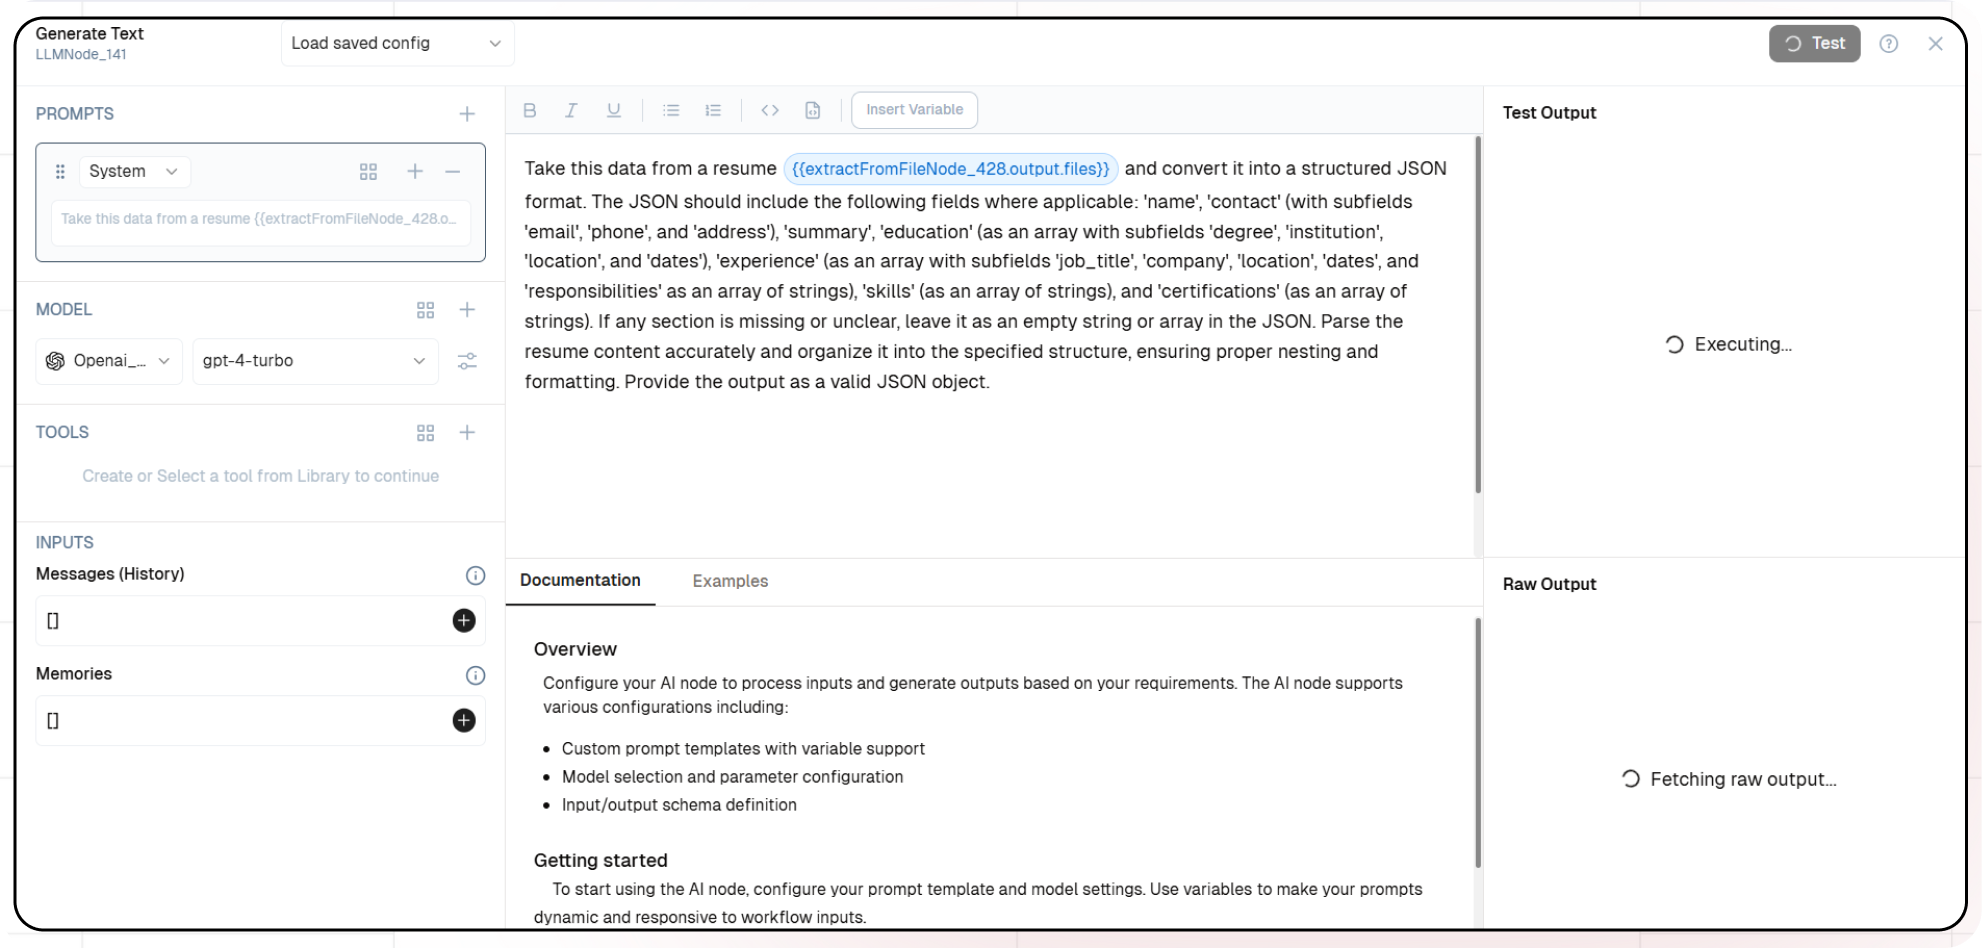 Generate Text
LLMNode_141
Load saved config
Test
PROMPTS
System
Take this data from a resume {{extractFromFileNode_428.o...
MODEL
Openai_...
gpt-4-turbo
TOOLS
Create or Select a tool from Library to continue
INPUTS
Messages (History)
[]
Memories
[]
B I U
Insert Variable
Take this data from a resume {{extractFromFileNode_428.output.files}} and convert it into a structured JSON
format. The JSON should include the following fields where applicable: 'name', 'contact' (with subfields
'email', 'phone', and 'address'), 'summary', 'education' (as an array with subfields 'degree', 'institution',
'location', and 'dates'), 'experience' (as an array with subfields 'job_title', 'company', 'location', 'dates', and
'responsibilities' as an array of strings), 'skills' (as an array of strings), and 'certifications' (as an array of
strings). If any section is missing or unclear, leave it as an empty string or array in the JSON. Parse the
resume content accurately and organize it into the specified structure, ensuring proper nesting and
formatting. Provide the output as a valid JSON object.
Documentation
Examples
Overview
Configure your AI node to process inputs and generate outputs based on your requirements. The AI node supports
various configurations including:
• Custom prompt templates with variable support
• Model selection and parameter configuration
• Input/output schema definition
Getting started
To start using the AI node, configure your prompt template and model settings. Use variables to make your prompts
dynamic and responsive to workflow inputs.
Test Output
Executing...
Raw Output
Fetching raw output...